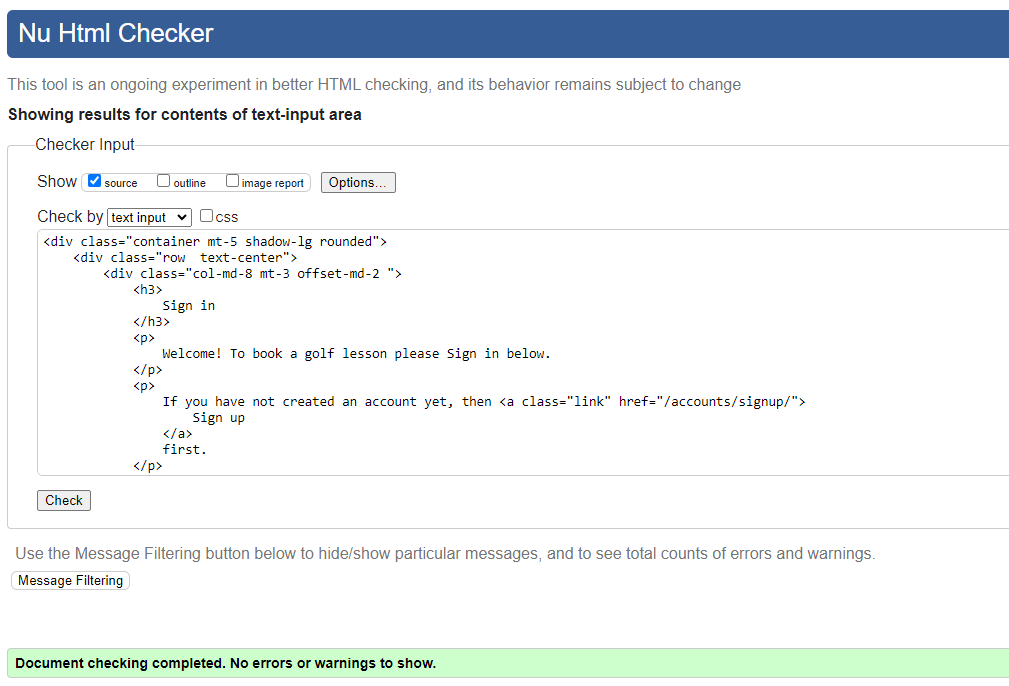 Nu Html Checker
This tool is an ongoing experiment in better HTML checking, and its behavior remains subject to change
Showing results for contents of text-input area
Checker Input
Show source outline image report Options...
Check by text input css
<div class="container mt-5 shadow-lg rounded">
    <div class="row  text-center">
        <div class="col-md-8 mt-3 offset-md-2 ">
            <h3>
                Sign in
            </h3>
            <p>
                Welcome! To book a golf lesson please Sign in below.
            </p>
            <p>
                If you have not created an account yet, then <a class="link" href="/accounts/signup/">
                    Sign up
                </a>
                first.
            </p>
Check
Use the Message Filtering button below to hide/show particular messages, and to see total counts of errors and warnings.
Message Filtering
Document checking completed. No errors or warnings to show.